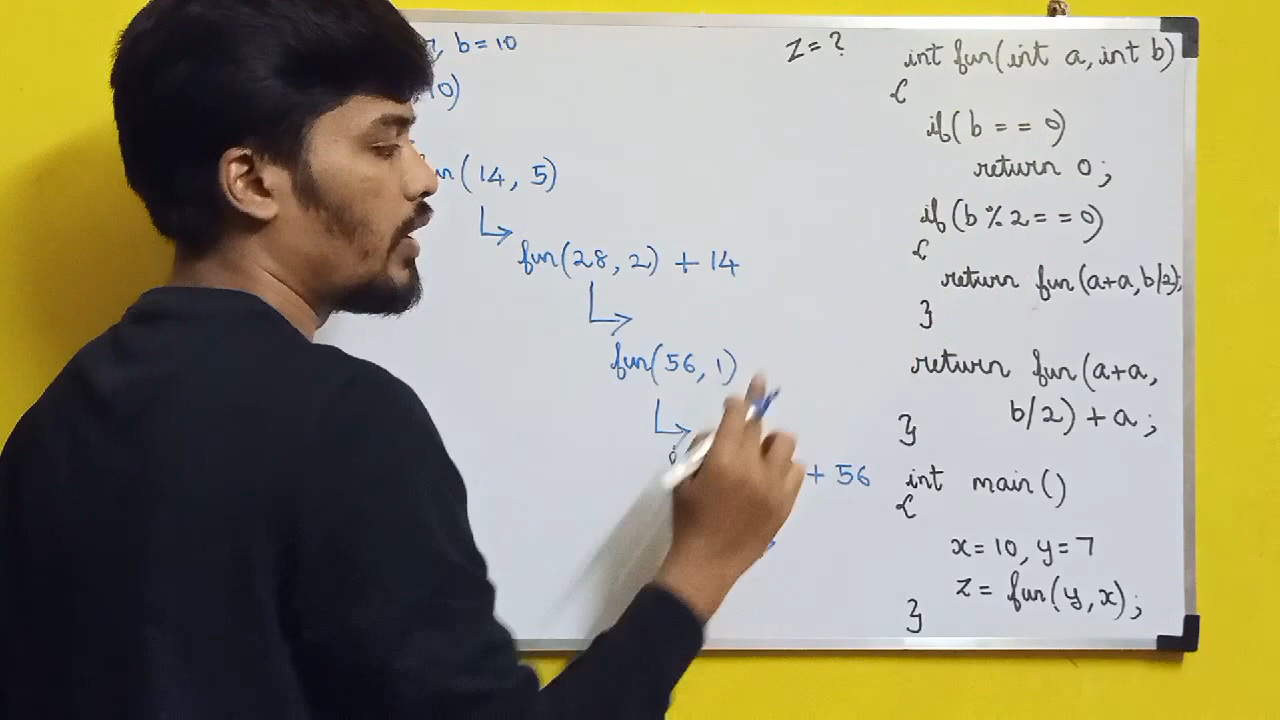 b = 10
10)
(14, 5)
fun(28, 2) + 14
fun(56, 1)
+ 56
z = ?
int fun(int a, int b)
{
if( b = = 0)
return 0;
if(b % 2 = = 0)
{
return fun(a+a, b/2);
}
return fun(a+a,
b/2) + a;
}
int main()
{
x = 10, y = 7
z = fun(y, x);
}